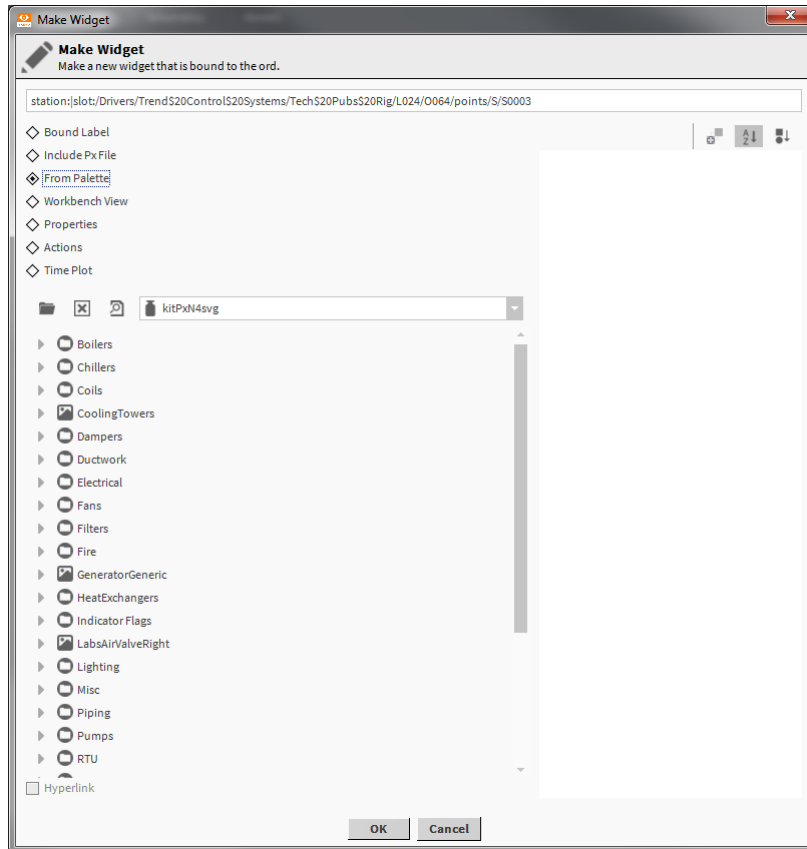 Make Widget
Make Widget
Make a new widget that is bound to the ord.
station:|slot:/Drivers/Trend$20Control$20Systems/Tech$20Pubs$20Rig/L024/O064/points/S/S0003
Bound Label
Include Px File
From Palette
Workbench View
Properties
Actions
Time Plot
kitPxN4svg
Boilers
Chillers
Coils
CoolingTowers
Dampers
Ductwork
Electrical
Fans
Filters
Fire
GeneratorGeneric
HeatExchangers
Indicator Flags
LabsAirValveRight
Lighting
Misc
Piping
Pumps
RTU
Hyperlink
OK Cancel